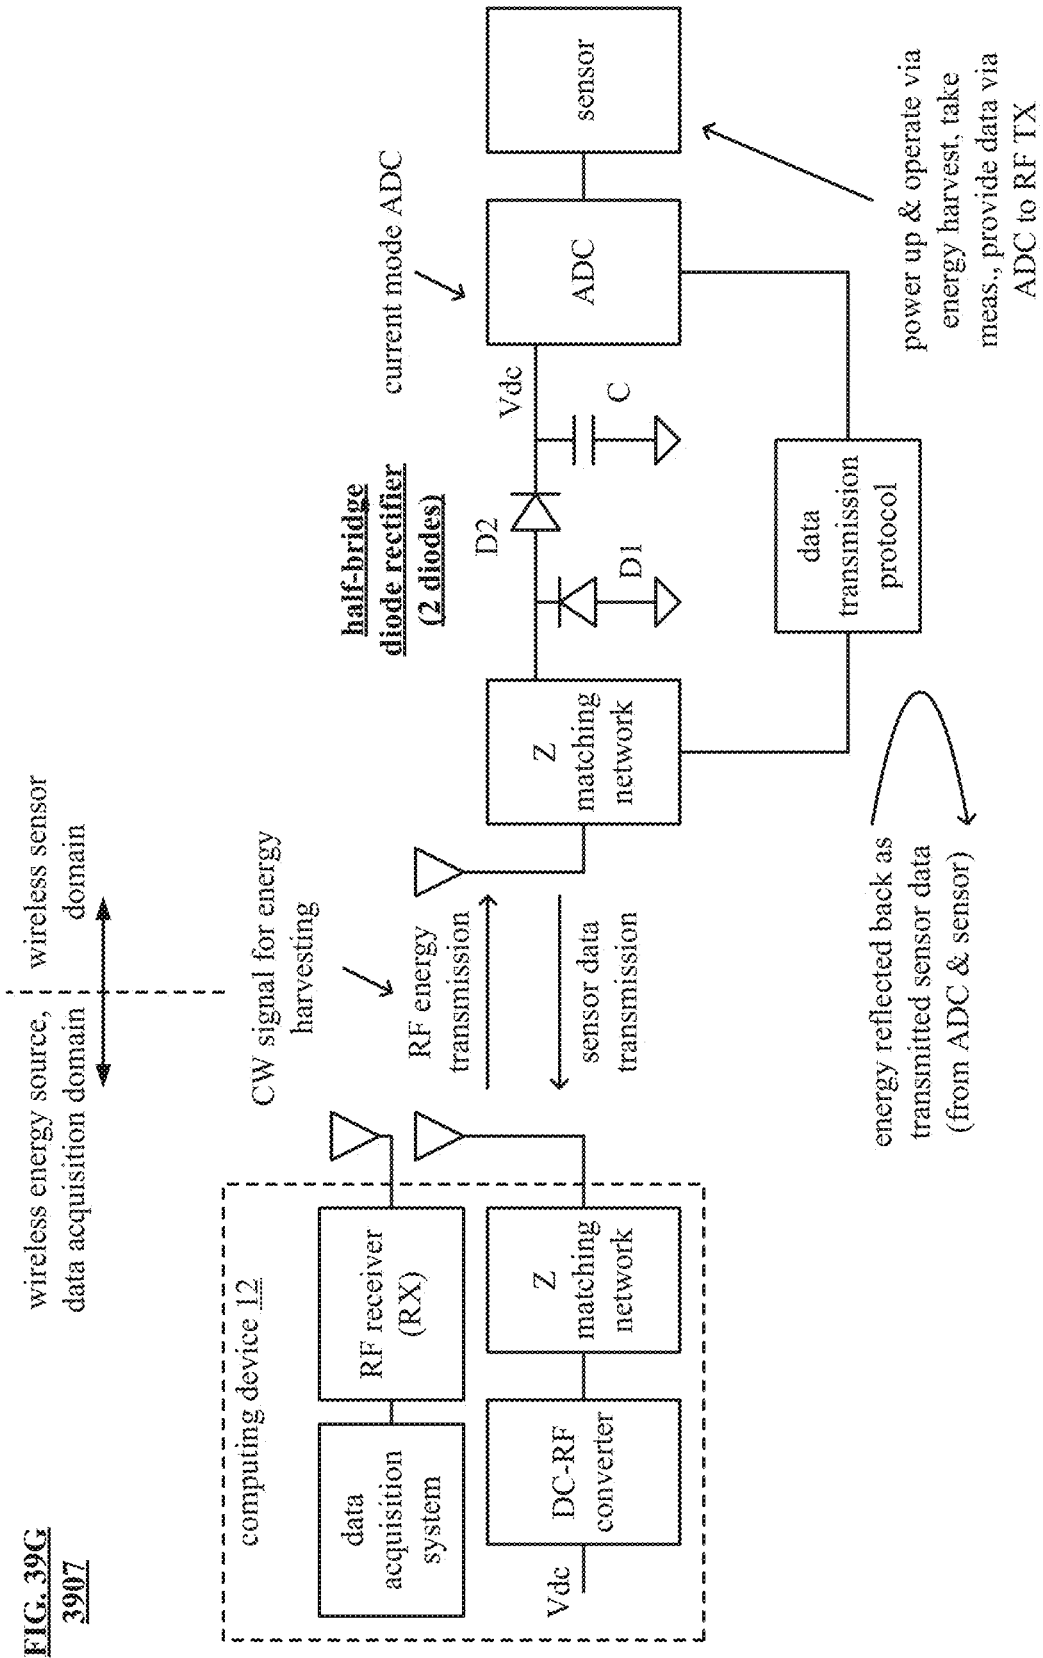 FIG. 39G
3907
wireless energy source,
data acquisition domain
wireless sensor
domain
computing device 12
data
acquisition
system
RF receiver
(RX)
Vdc
DC-RF
converter
Z
matching
network
CW signal for energy
harvesting
RF energy
transmission
sensor data
transmission
Z
matching
network
half-bridge
diode rectifier
(2 diodes)
D2
D1
Vdc
C
current mode ADC
ADC
sensor
data
transmission
protocol
energy reflected back as
transmitted sensor data
(from ADC & sensor)
power up & operate via
energy harvest, take
meas., provide data via
ADC to RF TX